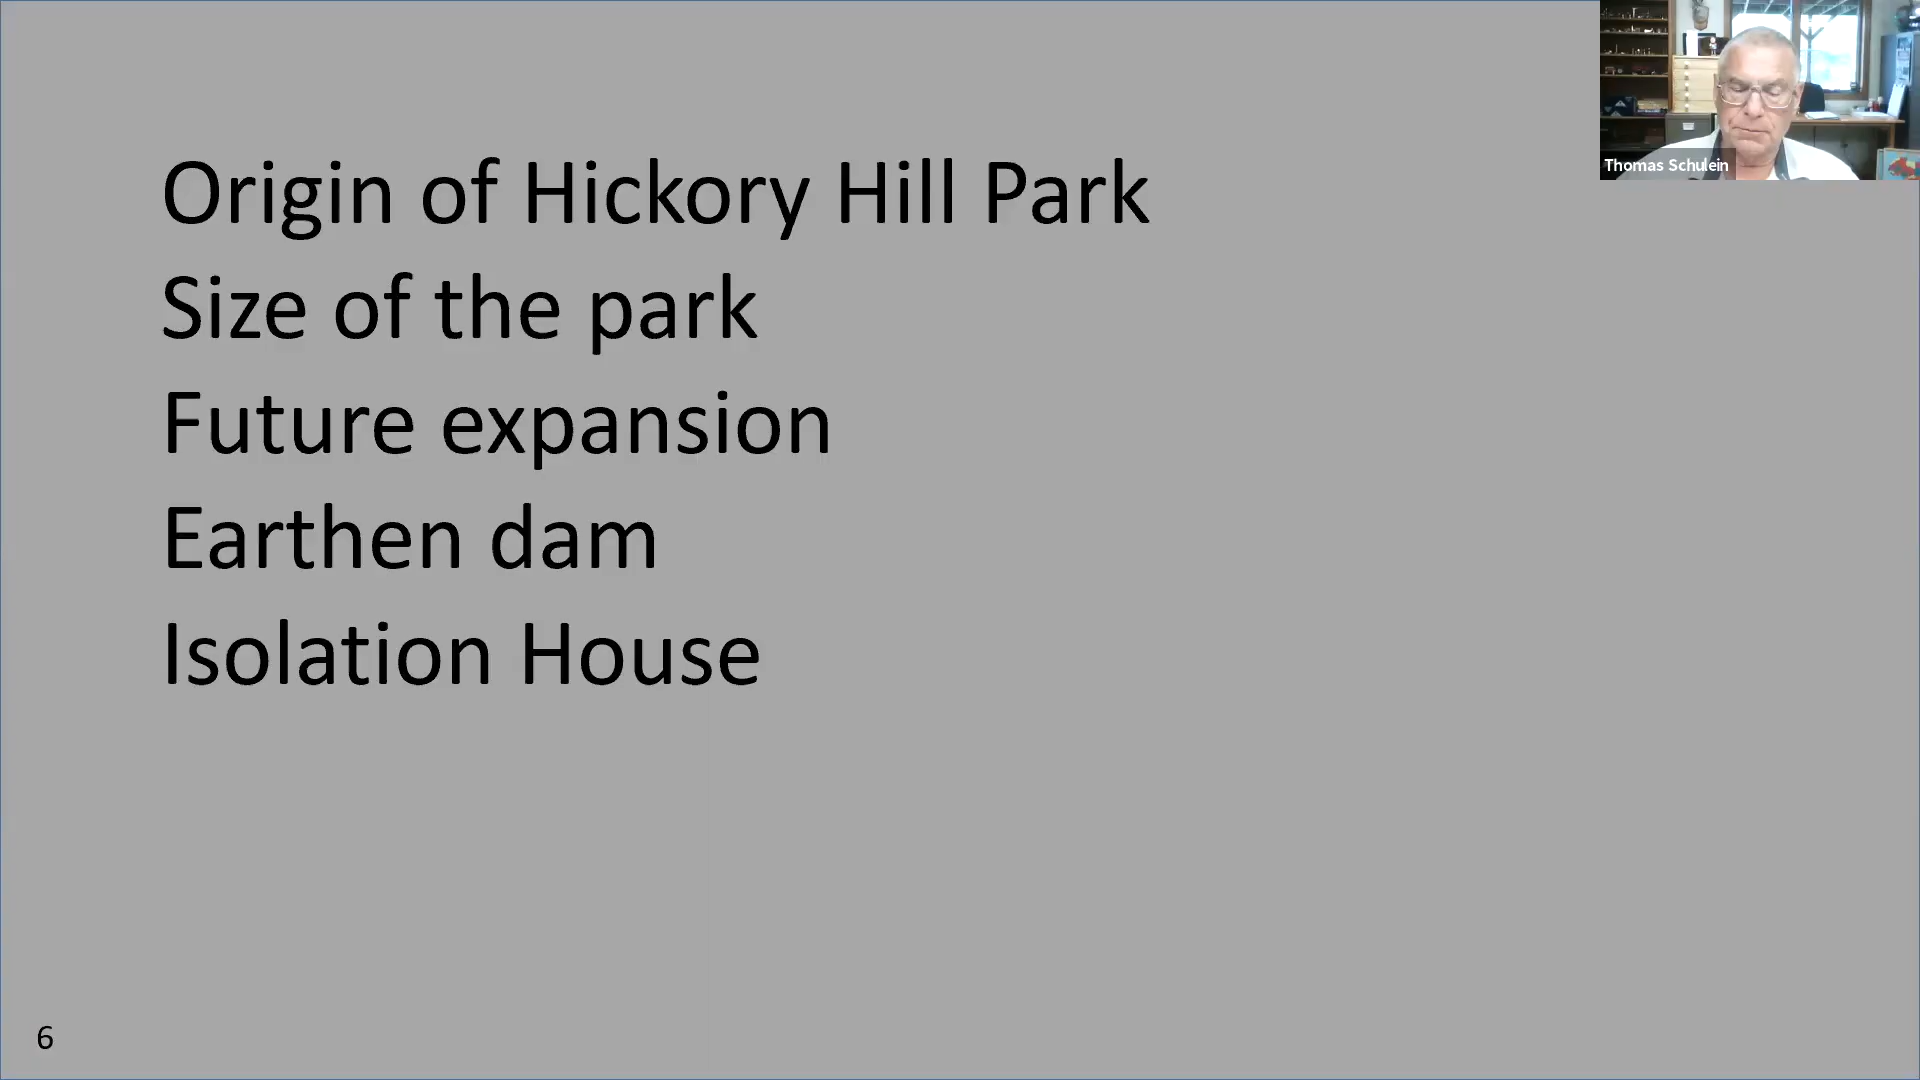 Origin of Hickory Hill Park
Size of the park
Future expansion
Earthen dam
Isolation House
Thomas Schulein
6